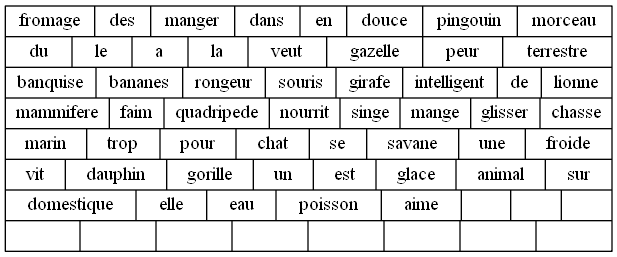 fromage des manger dans en douce pingouin morceau
du le a la veut gazelle peur terrestre
banquise bananes rongeur souris girafe intelligent de lionne
mammifere faim quadripede nourrit singe mange glisser chasse
marin trop pour chat se savane une froide
vit dauphin gorille un est glace animal sur
domestique elle eau poisson aime